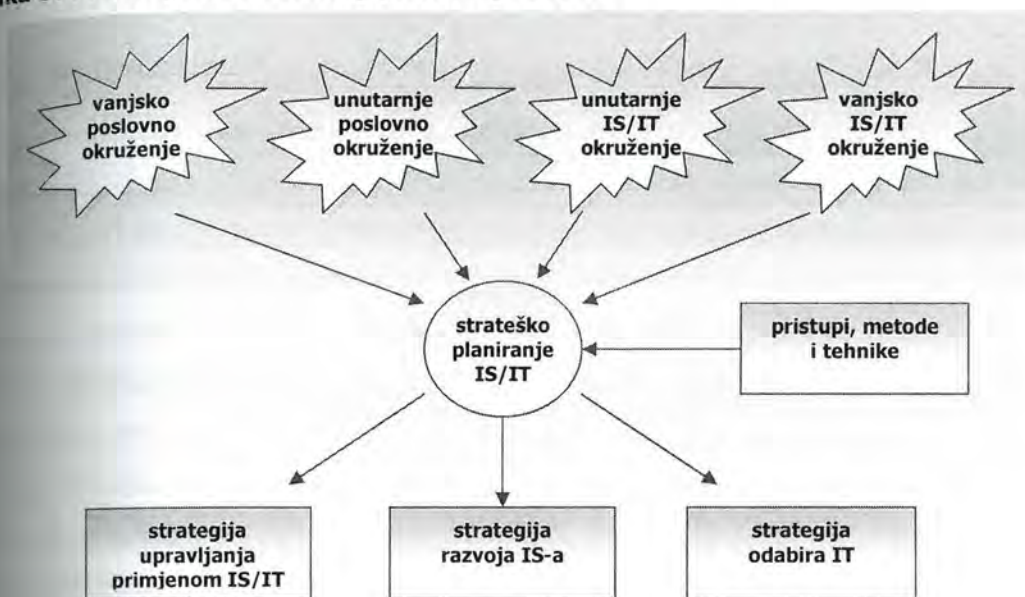 vanjsko
poslovno
okruženje
unutarnje
poslovno
okruženje
unutarnje
IS/IT
okruženje
vanjsko
IS/IT
okruženje
strateško
planiranje
IS/IT
pristupi, metode
i tehnike
strategija
upravljanja
primjenom IS/IT
strategija
razvoja IS-a
strategija
odabira IT